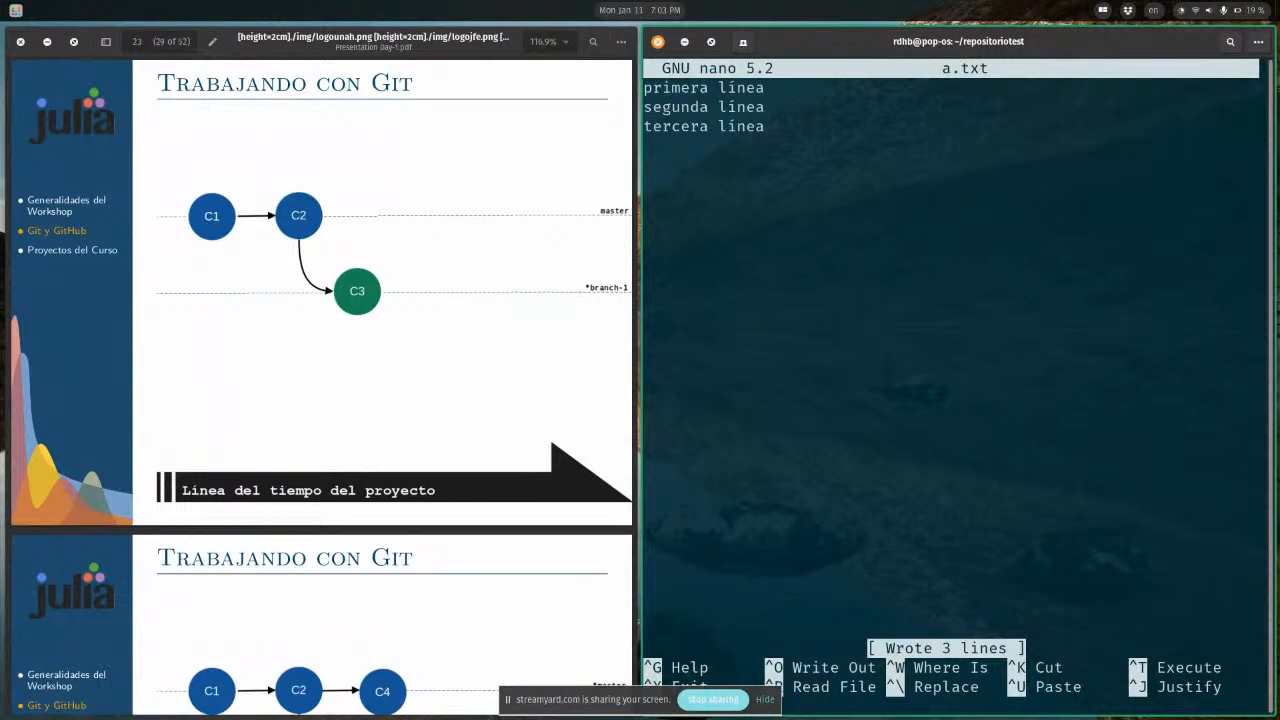 Mon Jan 11 7:03 PM
en
19 %
23 (29 of 52)
[height=2cm]./img/logounah.png [height=2cm]./img/logojfe.png [...
Presentation Day-1.pdf
116.9%
TRABAJANDO CON GIT
julia
Generalidades del
Workshop
Git y GitHub
Proyectos del Curso
C1
C2
master
C3
*branch-1
Línea del tiempo del proyecto
TRABAJANDO CON GIT
julia
Generalidades del
Workshop
Git y GitHub
C1
C2
C4
rdhb@pop-os: ~/repositoriotest
GNU nano 5.2 a.txt
primera línea
segunda línea
tercera línea
[ Wrote 3 lines ]
^G Help ^O Write Out ^W Where Is ^K Cut ^T Execute
Read File ^\ Replace ^U Paste ^J Justify
streamyard.com is sharing your screen. Stop sharing Hide